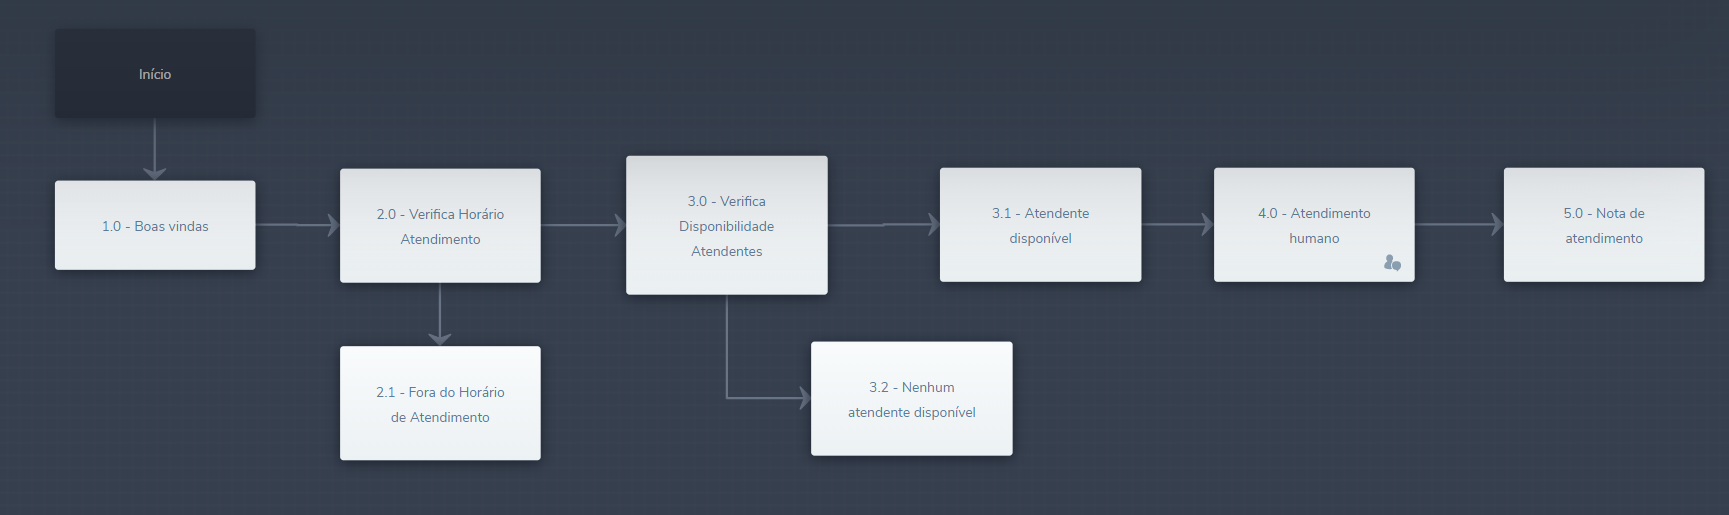 Início
1.0 - Boas vindas
2.0 - Verifica Horário
Atendimento
3.0 - Verifica
Disponibilidade
Atendentes
3.1 - Atendente
disponível
4.0 - Atendimento
humano
5.0 - Nota de
atendimento
2.1 - Fora do Horário
de Atendimento
3.2 - Nenhum
atendente disponível